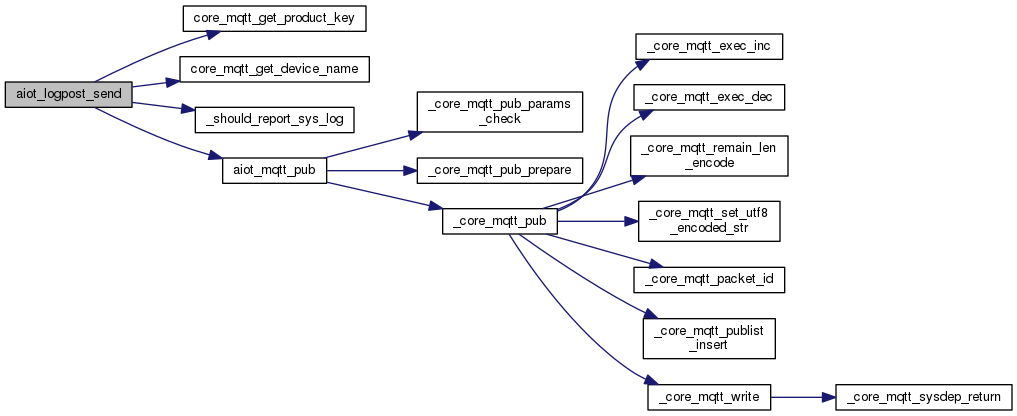 core_mqtt_get_product_key
_core_mqtt_exec_inc
core_mqtt_get_device_name
aiot_logpost_send
_core_mqtt_exec_dec
_core_mqtt_pub_params
_check
_should_report_sys_log
_core_mqtt_remain_len
_encode
aiot_mqtt_pub
_core_mqtt_pub_prepare
_core_mqtt_pub
_core_mqtt_set_utf8
_encoded_str
_core_mqtt_packet_id
_core_mqtt_publist
_insert
_core_mqtt_write
_core_mqtt_sysdep_return